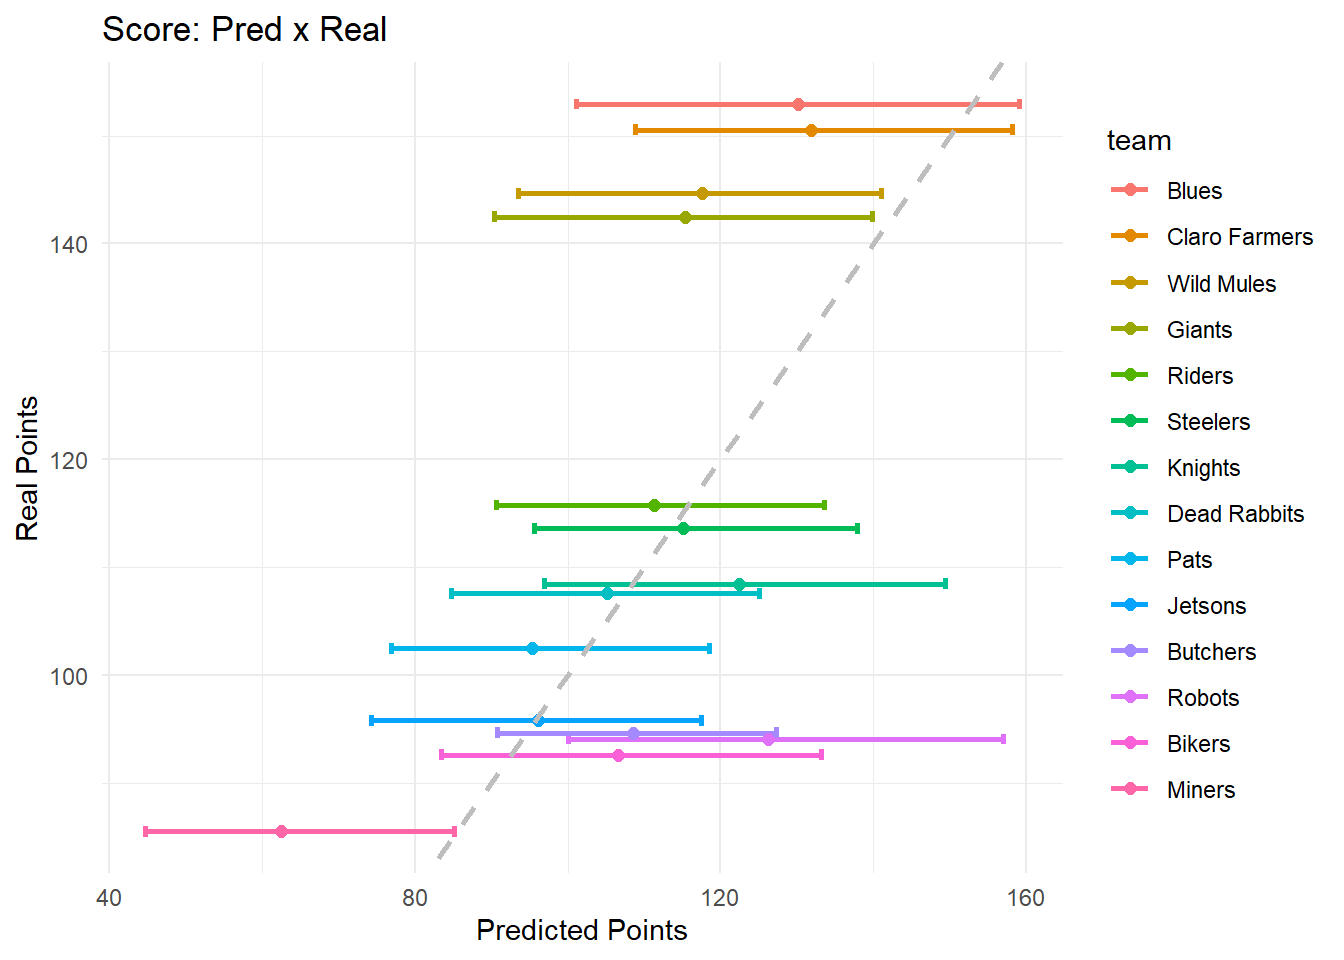 Score: Pred x Real
Real Points
140
120
100
40
80
120
160
Predicted Points
team
Blues
Claro Farmers
Wild Mules
Giants
Riders
Steelers
Knights
Dead Rabbits
Pats
Jetsons
Butchers
Robots
Bikers
Miners